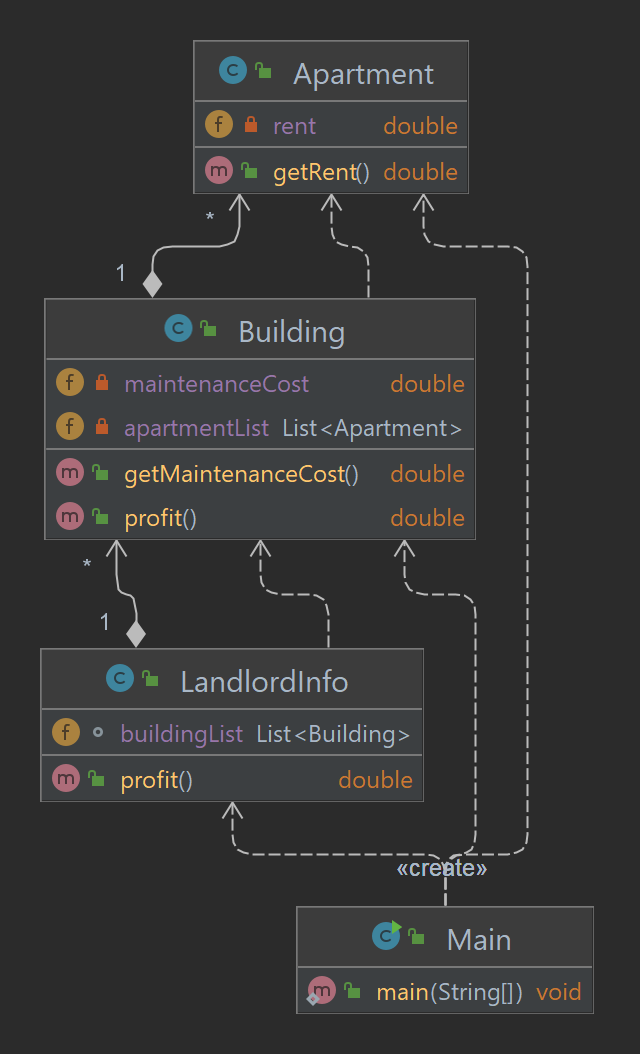 Apartment
rent double
getRent() double
*
1
Building
maintenanceCost double
apartmentList List<Apartment>
getMaintenanceCost() double
profit() double
*
1
LandlordInfo
buildingList List<Building>
profit() double
«create»
Main
main(String[]) void